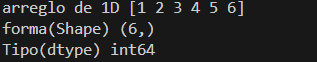 arreglo de 1D [1 2 3 4 5 6]
forma(Shape) (6,)
Tipo(dtype) int64